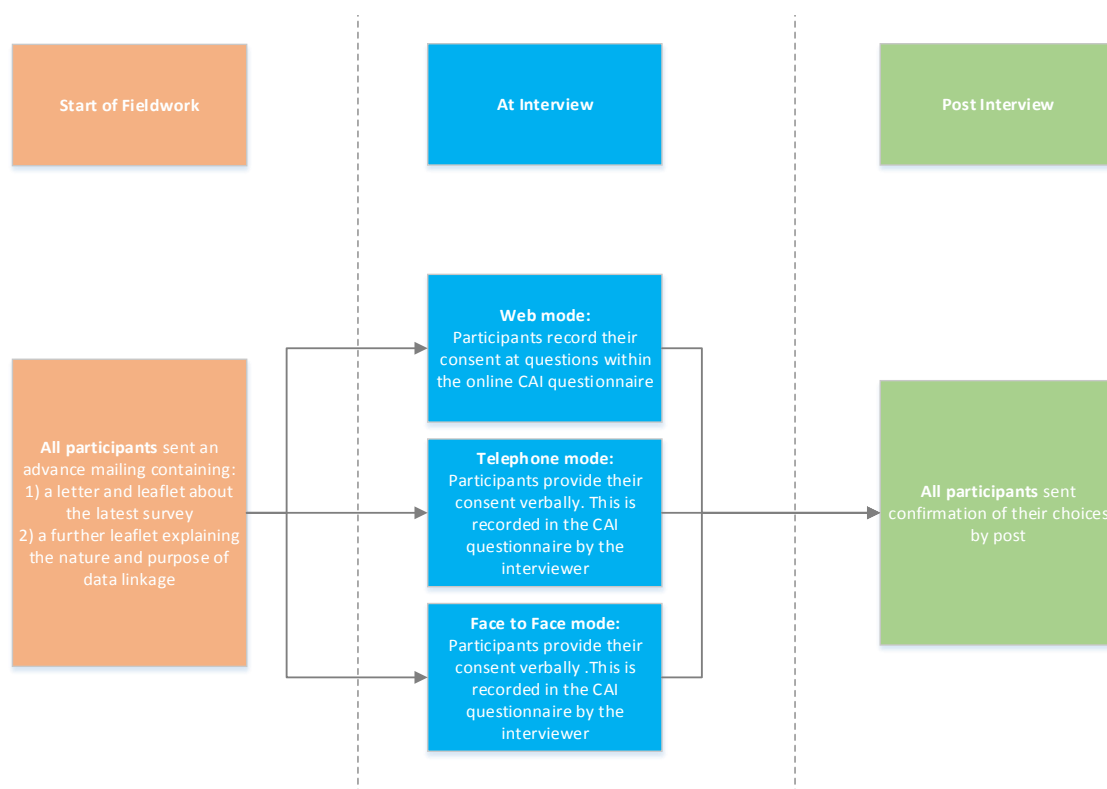 Start of Fieldwork
At Interview
Post Interview
All participants sent an
advance mailing containing:
1) a letter and leaflet about
the latest survey
2) a further leaflet explaining
the nature and purpose of
data linkage
Web mode:
Participants record their
consent at questions within
the online CAI questionnaire
Telephone mode:
Participants provide their
consent verbally. This is
recorded in the CAI
questionnaire by the
interviewer
Face to Face mode:
Participants provide their
consent verbally .This is
recorded in the CAI
questionnaire by the
interviewer
All participants sent
confirmation of their choices
by post